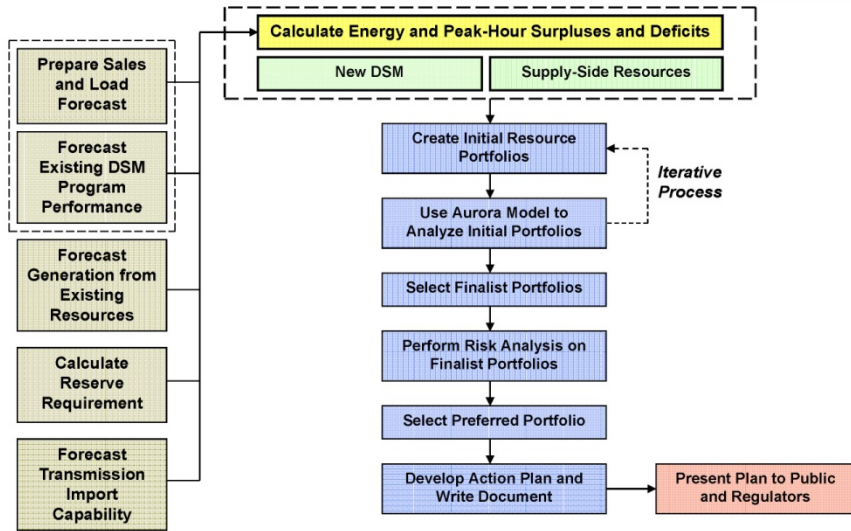 Calculate Energy and Peak-Hour Surpluses and Deficits
New DSM
Supply-Side Resources
Prepare Sales
and Load
Forecast
Forecast
Existing DSM
Program
Performance
Forecast
Generation from
Existing
Resources
Calculate
Reserve
Requirement
Forecast
Transmission
Import
Capability
Create Initial Resource
Portfolios
Iterative
Process
Use Aurora Model to
Analyze Initial Portfolios
Select Finalist Portfolios
Perform Risk Analysis on
Finalist Portfolios
Select Preferred Portfolio
Develop Action Plan and
Write Document
Present Plan to Public
and Regulators